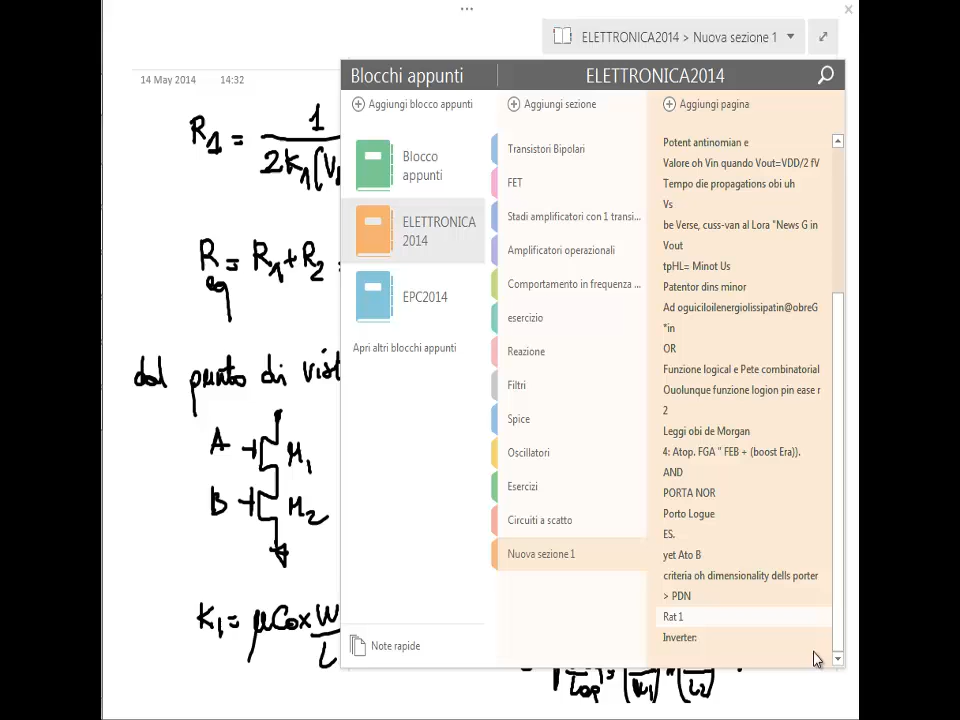 ELETTRONICA2014 > Nuova sezione 1
14 May 2014 14:32
Blocchi appunti
ELETTRONICA2014
Aggiungi blocco appunti
Aggiungi sezione
Aggiungi pagina
Blocco appunti
ELETTRONICA 2014
EPC2014
Apri altri blocchi appunti
Note rapide
Transistori Bipolari
FET
Stadi amplificatori con 1 transi...
Amplificatori operazionali
Comportamento in frequenza ...
esercizio
Reazione
Filtri
Spice
Oscillatori
Esercizi
Circuiti a scatto
Nuova sezione 1
Potent antinomian e
Valore oh Vin quando Vout=VDD/2 fV
Tempo die propagations obi uh
Vs
be Verse, cuss-van al Lora "News G in
Vout
tpHL= Minot Us
Patentor dins minor
Ad oguiciloilenergiolissipatin@obreG
*in
OR
Funzione logical e Pete combinatorial
Ouolunque funzione logion pin ease r
2
Leggi obi de Morgan
4: Atop. FGA " FEB + (boost Era)).
AND
PORTA NOR
Porto Logue
ES.
yet Ato B
criteria oh dimensionality dells porter
> PDN
Rat 1
Inverter:
R1 = 1
2K1(V
Req = R1 + R2 =
dal punto di vist
A M1
B M2
K1 = μCox W
L